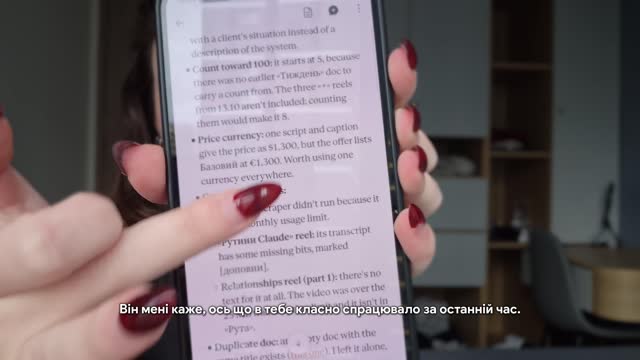 with a client's situation instead of a
description of the system.
• Count toward 100: it starts at 5, because
there was no earlier «Тиждень» doc to
carry a count from. The three *** reels
from 13.10 aren't included; counting
them would make it 8.
• Price currency: one script and caption
give the price as $1,300, but the offer lists
Базовий at €1,300. Worth using one
currency everywhere.
didn't run because it
usage limit.
Claude» reel: its transcript
has some missing bits, marked
[доповни].
Relationships reel (part 1): there's no
text for it at all. The video was over the
isn't in
«Рута».
Duplicate doc: doc with the
exists I left it alone,
Він мені каже, ось що в тебе класно спрацювало за останній час.